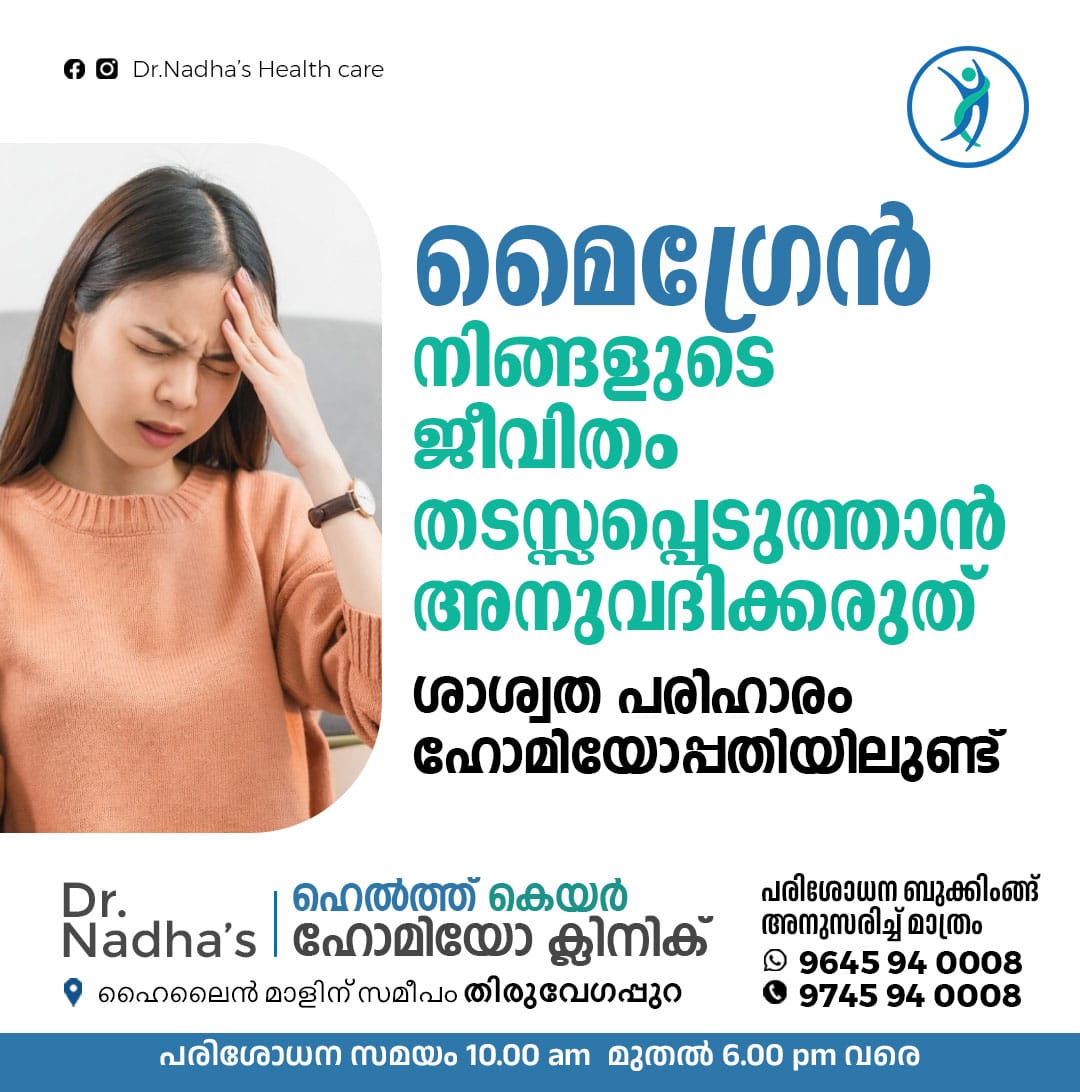 Dr.Nadha's Health care
മൈഗ്രേൻ
നിങ്ങളുടെ
ജീവിതം
തടസ്സപ്പെടുത്താൻ
അനുവദിക്കരുത്
ശാശ്വത പരിഹാരം
ഹോമിയോപ്പതിയിലുണ്ട്
Dr.
Nadha's
ഹെൽത്ത് കെയർ
ഹോമിയോ ക്ലിനിക്
ഹൈലൈൻ മാളിന് സമീപം തിരുവേഗപ്പുറ
പരിശോധന ബുക്കിംങ്ങ്
അനുസരിച്ച് മാത്രം
9645 94 0008
9745 94 0008
പരിശോധന സമയം 10.00 am മുതൽ 6.00 pm വരെ